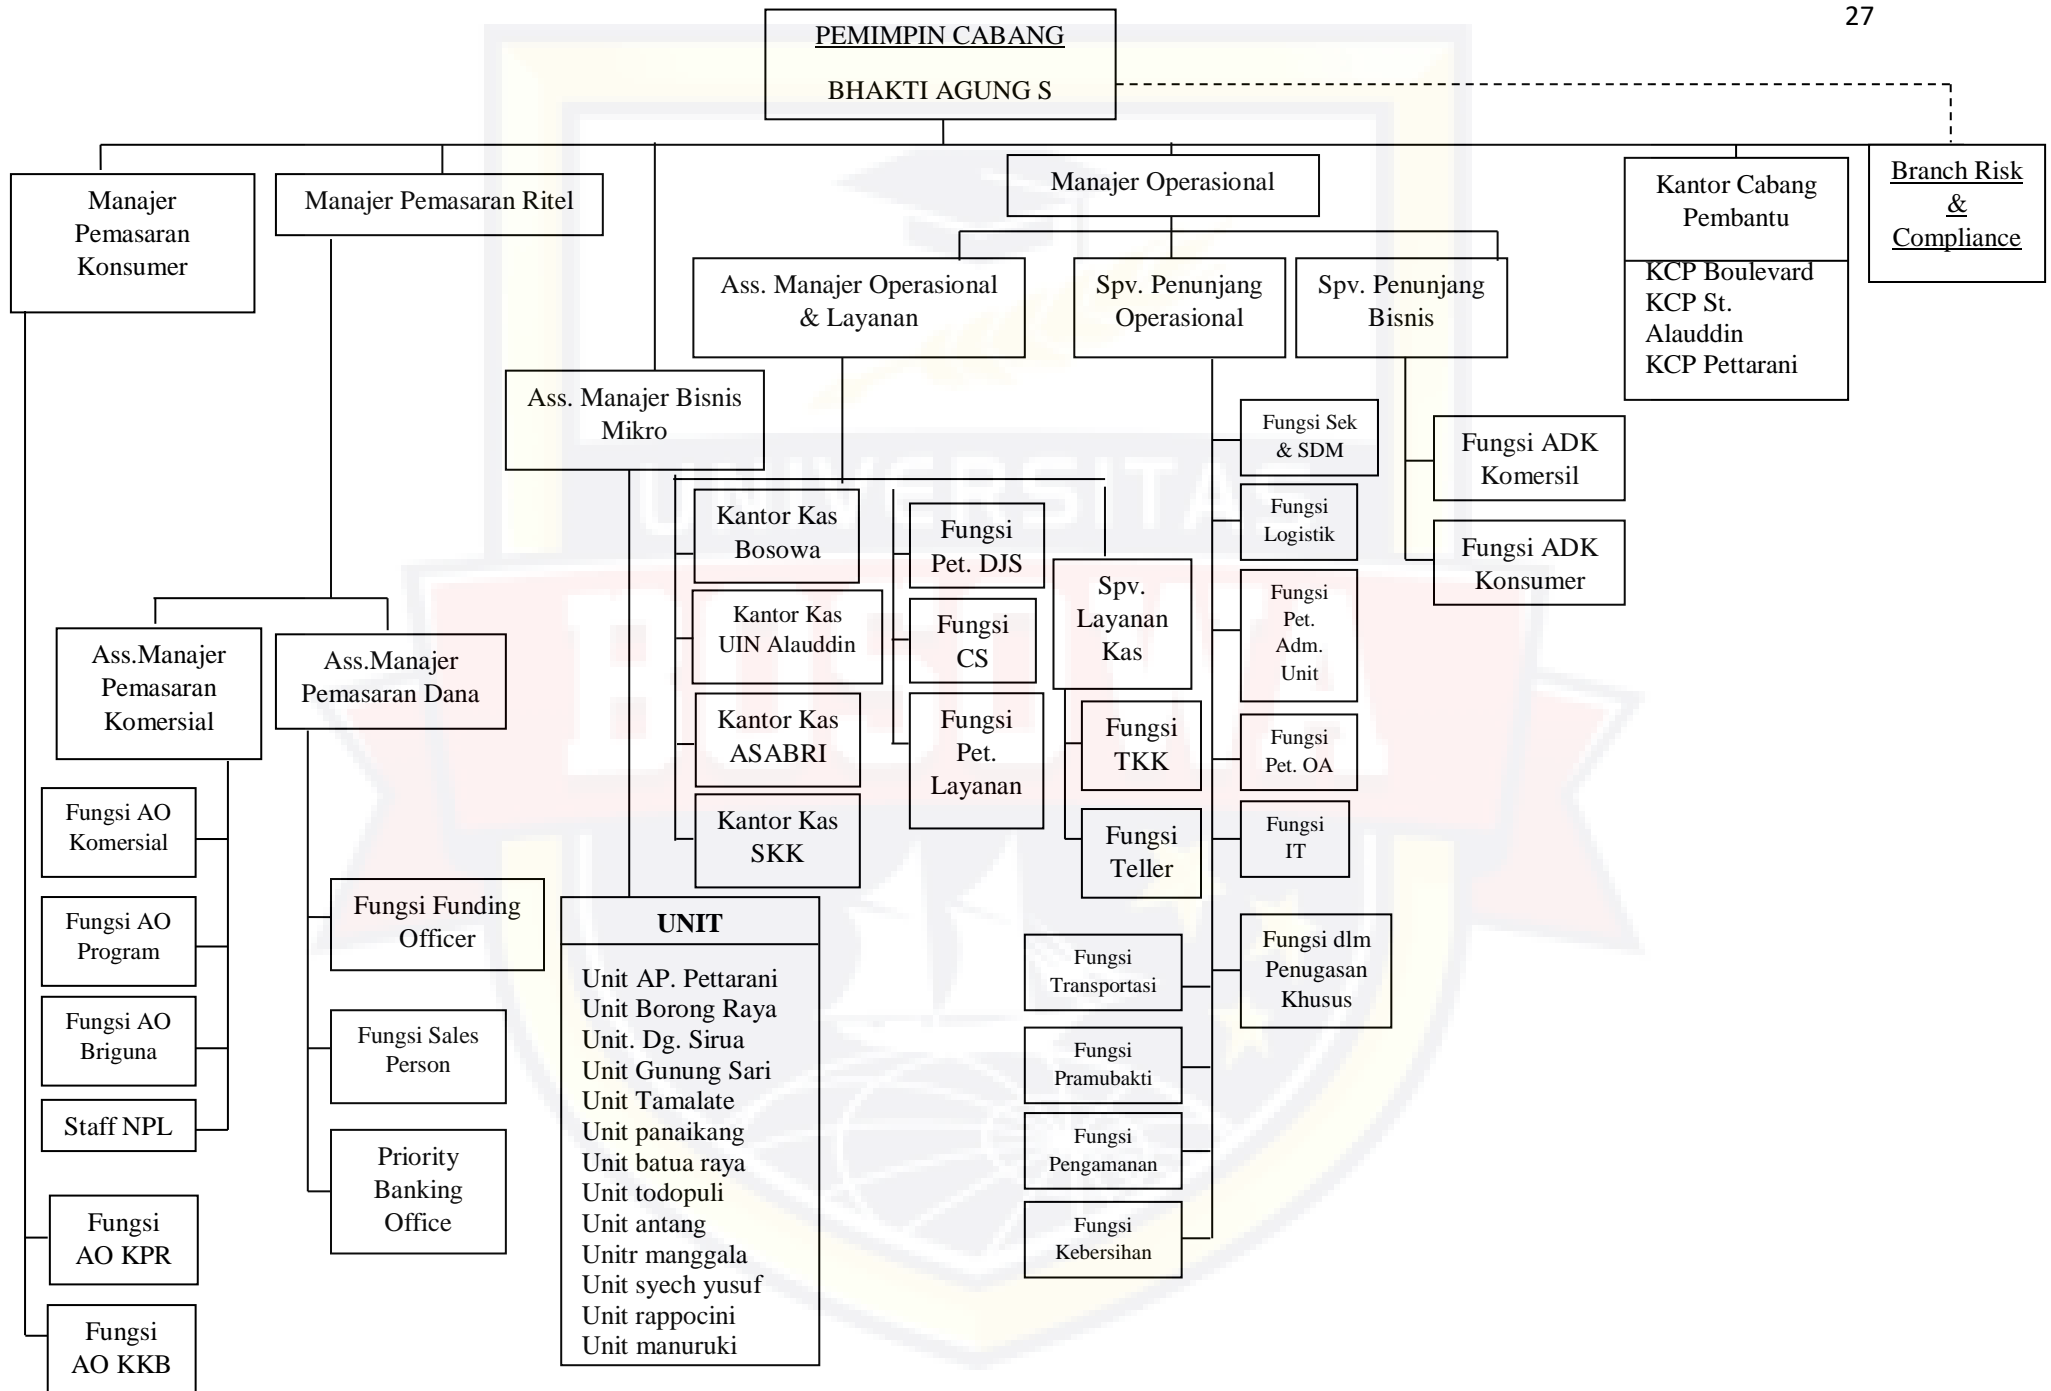 27
PEMIMPIN CABANG
BHAKTI AGUNG S
Manajer
Pemasaran
Konsumer
Manajer Pemasaran Ritel
Manajer Operasional
Kantor Cabang
Pembantu
KCP Boulevard
KCP St.
Alauddin
KCP Pettarani
Branch Risk
&
Compliance
Ass. Manajer Operasional
& Layanan
Spv. Penunjang
Operasional
Spv. Penunjang
Bisnis
Ass. Manajer Bisnis
Mikro
Fungsi Sek
& SDM
Fungsi
Logistik
Fungsi
Pet.
Adm.
Unit
Fungsi
Pet. OA
Fungsi
IT
Fungsi dlm
Penugasan
Khusus
Fungsi ADK
Komersil
Fungsi ADK
Konsumer
Kantor Kas
Bosowa
Kantor Kas
UIN Alauddin
Kantor Kas
ASABRI
Kantor Kas
SKK
Fungsi
Pet. DJS
Fungsi
CS
Fungsi
Pet.
Layanan
Spv.
Layanan
Kas
Fungsi
TKK
Fungsi
Teller
Ass.Manajer
Pemasaran
Komersial
Ass.Manajer
Pemasaran Dana
Fungsi AO
Komersial
Fungsi AO
Program
Fungsi AO
Briguna
Staff NPL
Fungsi Funding
Officer
Fungsi Sales
Person
Priority
Banking
Office
Fungsi
AO KPR
Fungsi
AO KKB
UNIT
Unit AP. Pettarani
Unit Borong Raya
Unit. Dg. Sirua
Unit Gunung Sari
Unit Tamalate
Unit panaikang
Unit batua raya
Unit todopuli
Unit antang
Unitr manggala
Unit syech yusuf
Unit rappocini
Unit manuruki
Fungsi
Transportasi
Fungsi
Pramubakti
Fungsi
Pengamanan
Fungsi
Kebersihan
UNIVERSITAS
BOSOWA